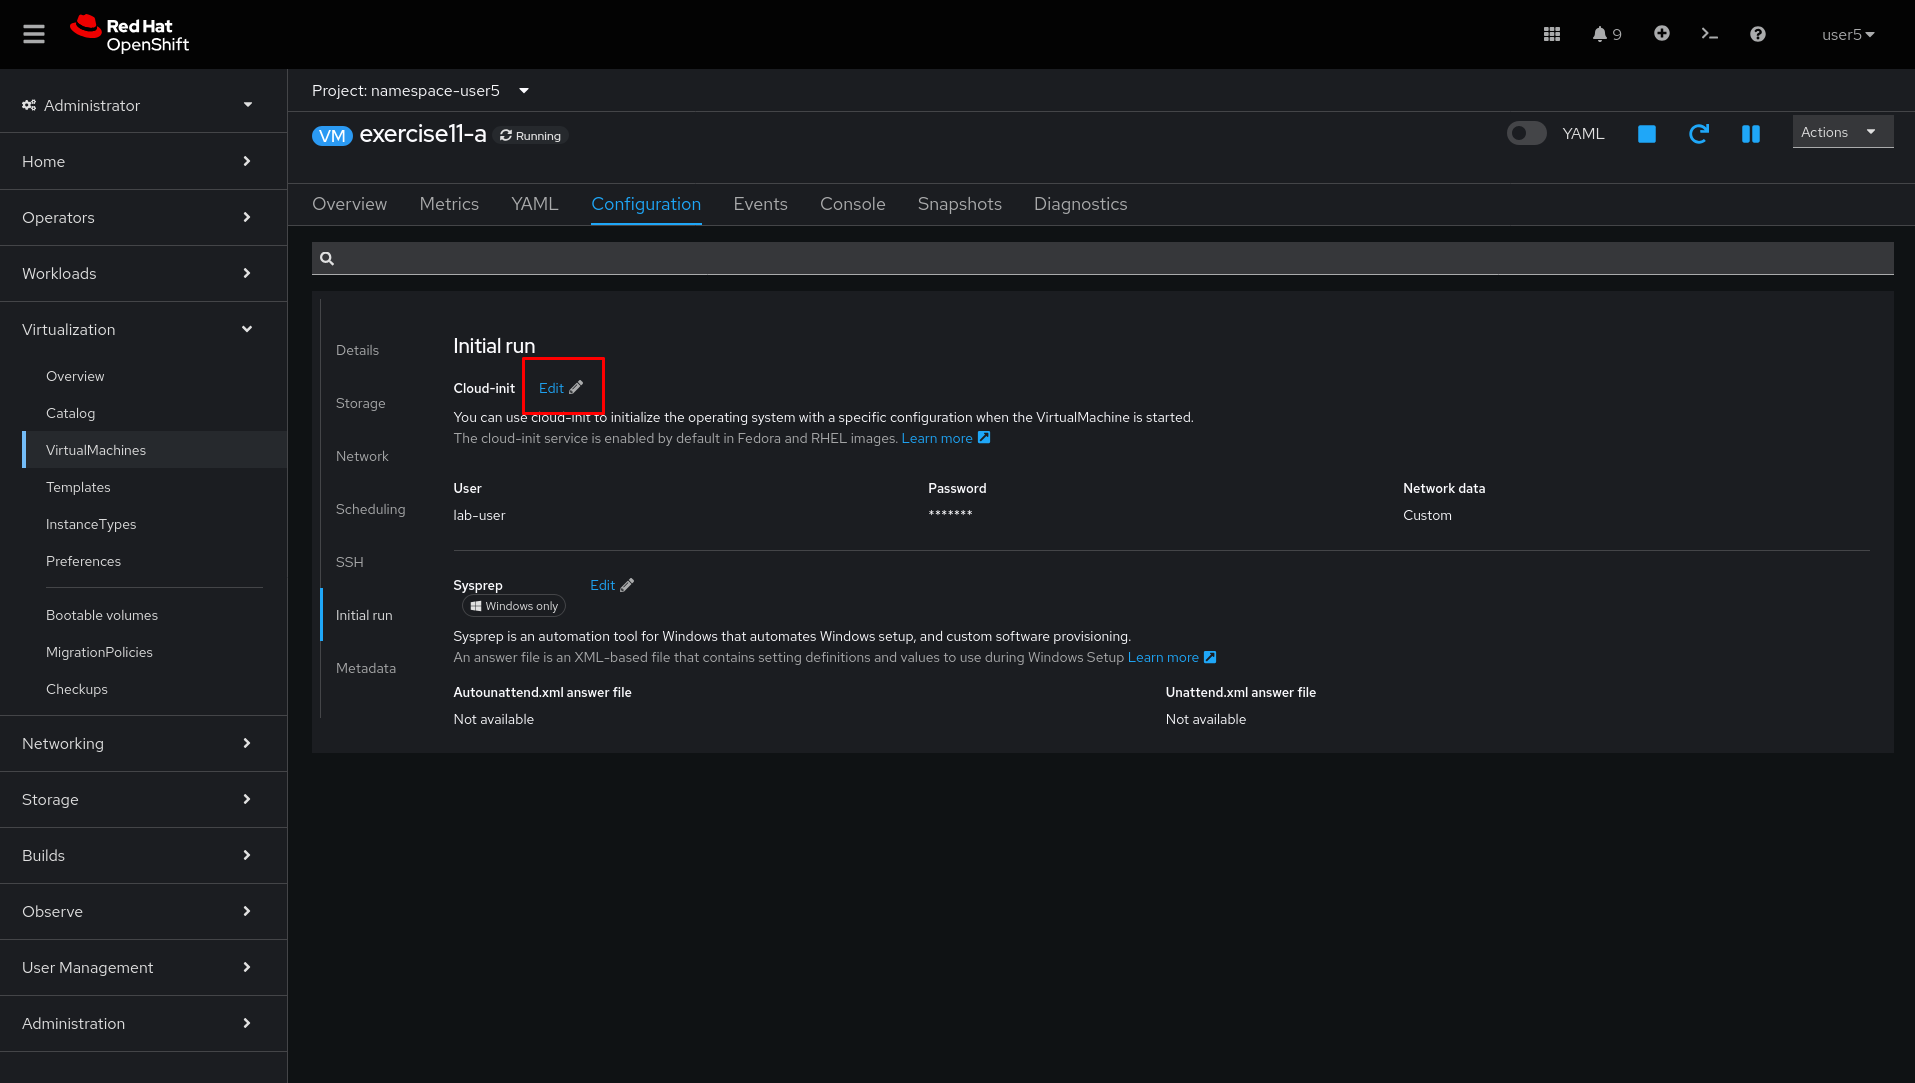 Red Hat
OpenShift
9
user5
Administrator
Home
Operators
Workloads
Virtualization
Overview
Catalog
VirtualMachines
Templates
InstanceTypes
Preferences
Bootable volumes
MigrationPolicies
Checkups
Networking
Storage
Builds
Observe
User Management
Administration
Project: namespace-user5
VM exercise11-a Running
YAML
Actions
Overview Metrics YAML Configuration Events Console Snapshots Diagnostics
Details
Storage
Network
Scheduling
SSH
Initial run
Metadata
Initial run
Cloud-init Edit
You can use cloud-init to initialize the operating system with a specific configuration when the VirtualMachine is started.
The cloud-init service is enabled by default in Fedora and RHEL images. Learn more
User Password Network data
lab-user ******* Custom
Sysprep Edit
Windows only
Sysprep is an automation tool for Windows that automates Windows setup, and custom software provisioning.
An answer file is an XML-based file that contains setting definitions and values to use during Windows Setup Learn more
Autounattend.xml answer file Unattend.xml answer file
Not available Not available